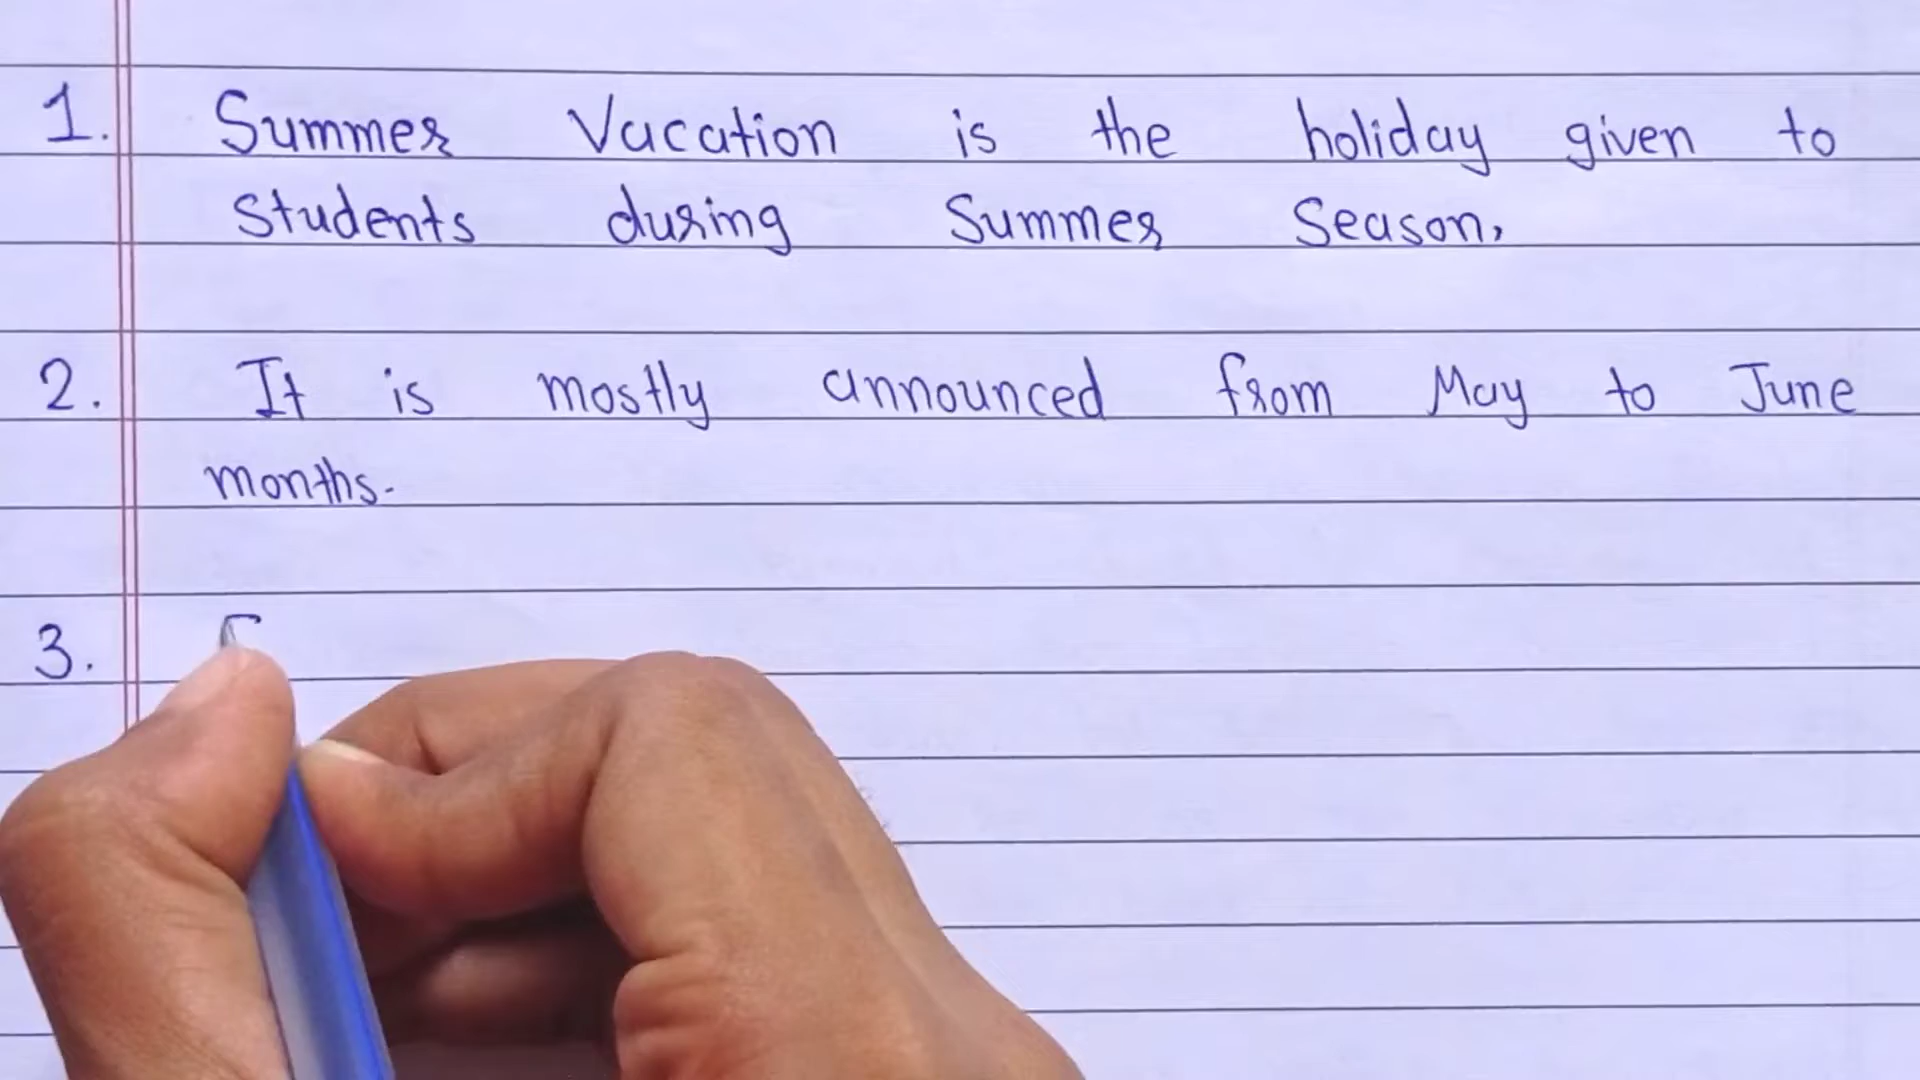 1. Summer Vacation is the holiday given to
Students during Summer Season,
2. It is mostly announced from May to June
months.
3.